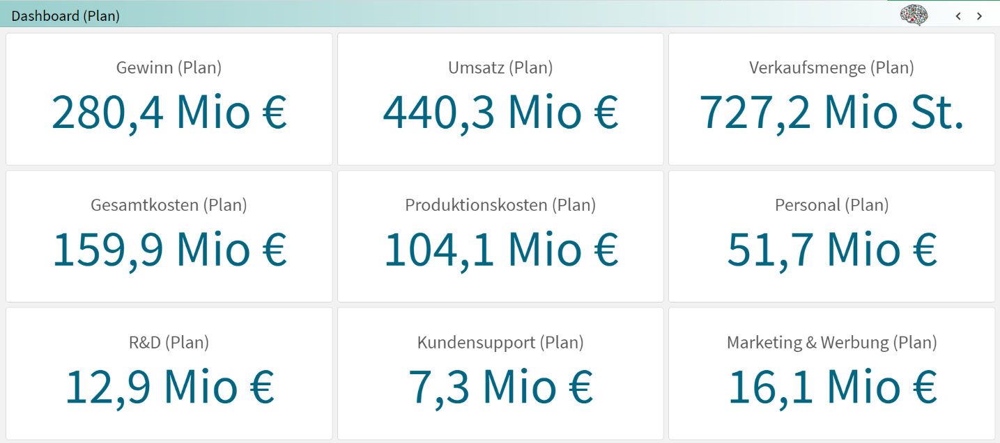 Dashboard (Plan)
Gewinn (Plan)
280,4 Mio €
Umsatz (Plan)
440,3 Mio €
Verkaufsmenge (Plan)
727,2 Mio St.
Gesamtkosten (Plan)
159,9 Mio €
Produktionskosten (Plan)
104,1 Mio €
Personal (Plan)
51,7 Mio €
R&D (Plan)
12,9 Mio €
Kundensupport (Plan)
7,3 Mio €
Marketing & Werbung (Plan)
16,1 Mio €